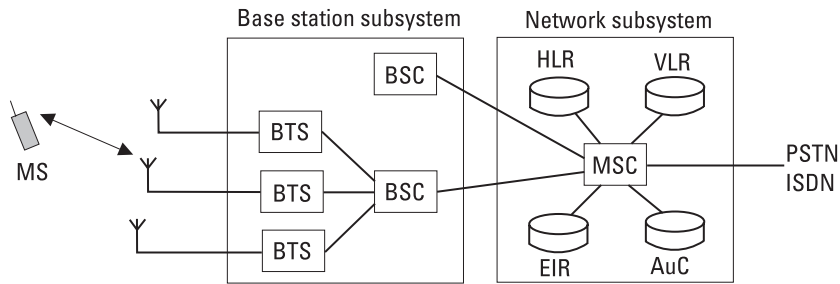 Base station subsystem
Network subsystem
HLR
VLR
BSC
BTS
MS
MSC
PSTN
ISDN
BTS
BSC
BTS
EIR
AuC